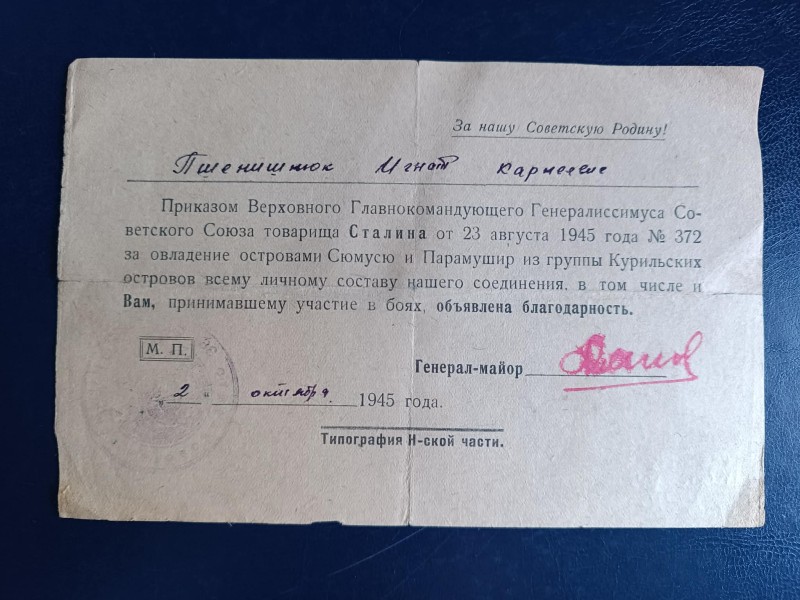 За нашу Советскую Родину!
Пшенишнюк Игнат Карпеевич
Приказом Верховного Главнокомандующего Генералиссимуса Со-
ветского Союза товарища Сталина от 23 августа 1945 года № 372
за овладение островами Сюмусю и Парамушир из группы Курильских
островов всему личному составу нашего соединения, в том числе и
Вам, принимавшему участие в боях, объявлена благодарность.
М. П.
Генерал-майор
„2“ октября 1945 года.
Типография Н-ской части.